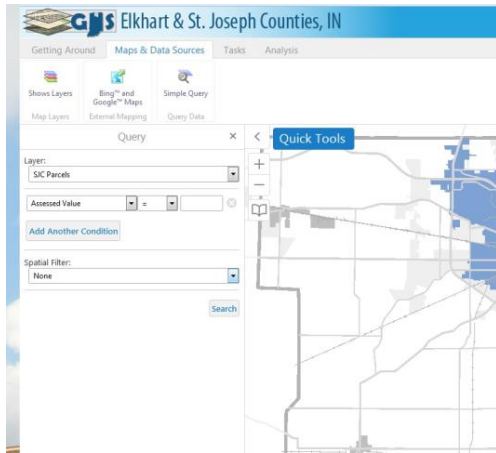 GIIS Elkhart & St. Joseph Counties, IN
Getting Around Maps & Data Sources Tasks Analysis
Shows Layers
Bing™ and
Google™ Maps
Simple Query
Map Layers External Mapping Query Data
Query ×
Quick Tools
Layer:
SJC Parcels
Assessed Value =
Add Another Condition
Spatial Filter:
None
Search